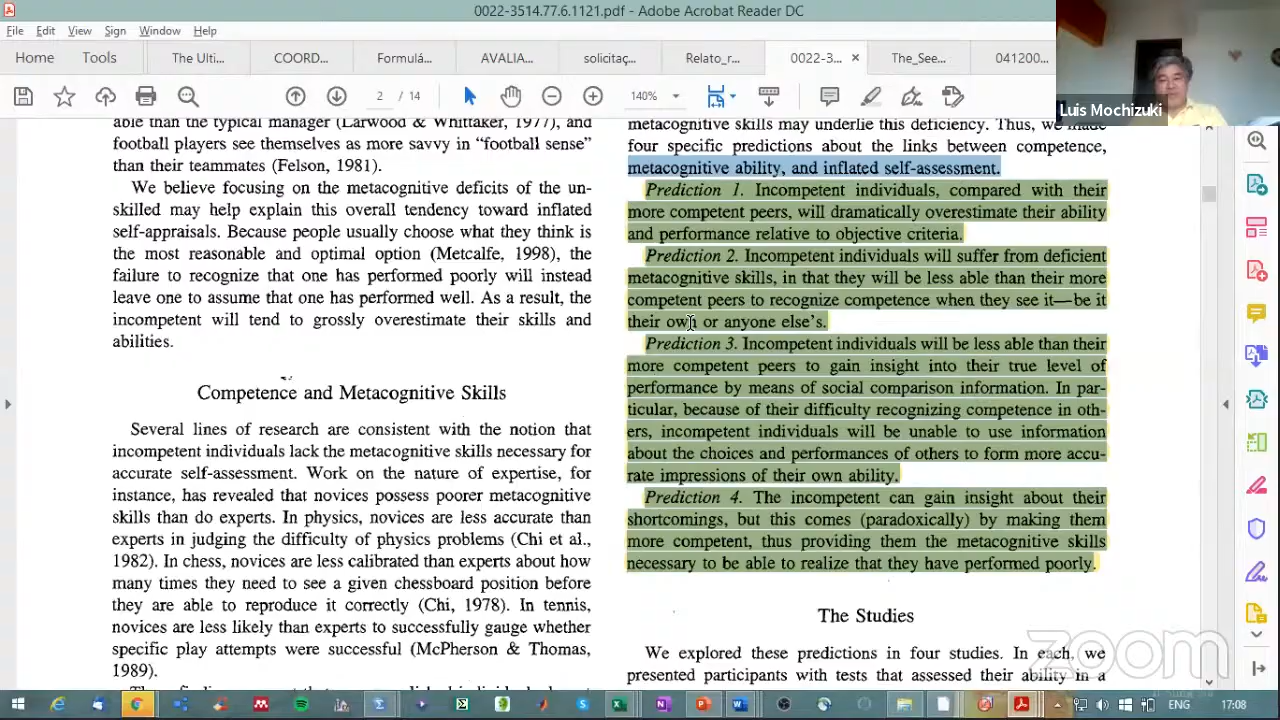 0022-3514.77.6.1121.pdf - Adobe Acrobat Reader DC
File Edit View Sign Window Help
Home Tools The Ulti... COORD... Formulá... AVALIA... solicitaç... Relato_r... 0022-3... The_See... 041200...
2 / 14 140%
Luis Mochizuki
able than the typical manager (Larwood & Whittaker, 1977), and
football players see themselves as more savvy in “football sense”
than their teammates (Felson, 1981).
We believe focusing on the metacognitive deficits of the un-
skilled may help explain this overall tendency toward inflated
self-appraisals. Because people usually choose what they think is
the most reasonable and optimal option (Metcalfe, 1998), the
failure to recognize that one has performed poorly will instead
leave one to assume that one has performed well. As a result, the
incompetent will tend to grossly overestimate their skills and
abilities.
Competence and Metacognitive Skills
Several lines of research are consistent with the notion that
incompetent individuals lack the metacognitive skills necessary for
accurate self-assessment. Work on the nature of expertise, for
instance, has revealed that novices possess poorer metacognitive
skills than do experts. In physics, novices are less accurate than
experts in judging the difficulty of physics problems (Chi et al.,
1982). In chess, novices are less calibrated than experts about how
many times they need to see a given chessboard position before
they are able to reproduce it correctly (Chi, 1978). In tennis,
novices are less likely than experts to successfully gauge whether
specific play attempts were successful (McPherson & Thomas,
1989).
metacognitive skills may underlie this deficiency. Thus, we made
four specific predictions about the links between competence,
metacognitive ability, and inflated self-assessment.
Prediction 1. Incompetent individuals, compared with their
more competent peers, will dramatically overestimate their ability
and performance relative to objective criteria.
Prediction 2. Incompetent individuals will suffer from deficient
metacognitive skills, in that they will be less able than their more
competent peers to recognize competence when they see it—be it
their own or anyone else’s.
Prediction 3. Incompetent individuals will be less able than their
more competent peers to gain insight into their true level of
performance by means of social comparison information. In par-
ticular, because of their difficulty recognizing competence in oth-
ers, incompetent individuals will be unable to use information
about the choices and performances of others to form more accu-
rate impressions of their own ability.
Prediction 4. The incompetent can gain insight about their
shortcomings, but this comes (paradoxically) by making them
more competent, thus providing them the metacognitive skills
necessary to be able to realize that they have performed poorly.
The Studies
We explored these predictions in four studies. In each, we
presented participants with tests that assessed their ability in a
zoom
ENG 17:08